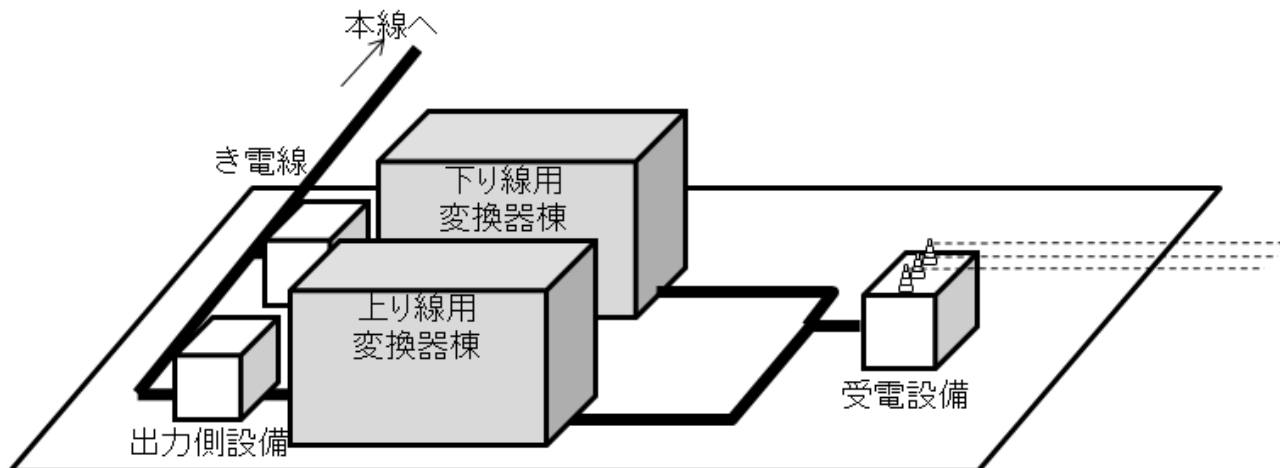 本線へ
き電線
下り線用
変換器棟
上り線用
変換器棟
受電設備
出力側設備